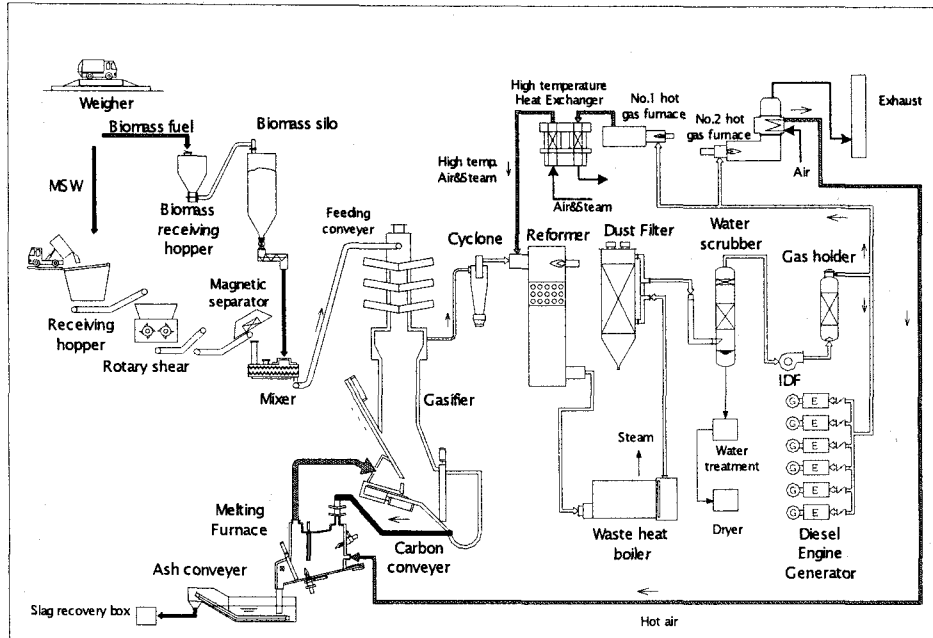 Weigher
Biomass fuel
Biomass silo
MSW
Biomass
receiving
hopper
Feeding
conveyer
High temperature
Heat Exchanger
No.1 hot
gas furnace
No.2 hot
gas furnace
Exhaust
High temp.
Air&Steam
Air&Steam
Air
Cyclone
Reformer
Dust Filter
Water
scrubber
Gas holder
Magnetic
separator
Receiving
hopper
Rotary shear
Mixer
Gasifier
IDF
G E
G E
G E
G E
G E
G E
Steam
Water
treatment
Dryer
Diesel
Engine
Generator
Waste heat
boiler
Melting
Furnace
Carbon
conveyer
Ash conveyer
Slag recovery box
Hot air